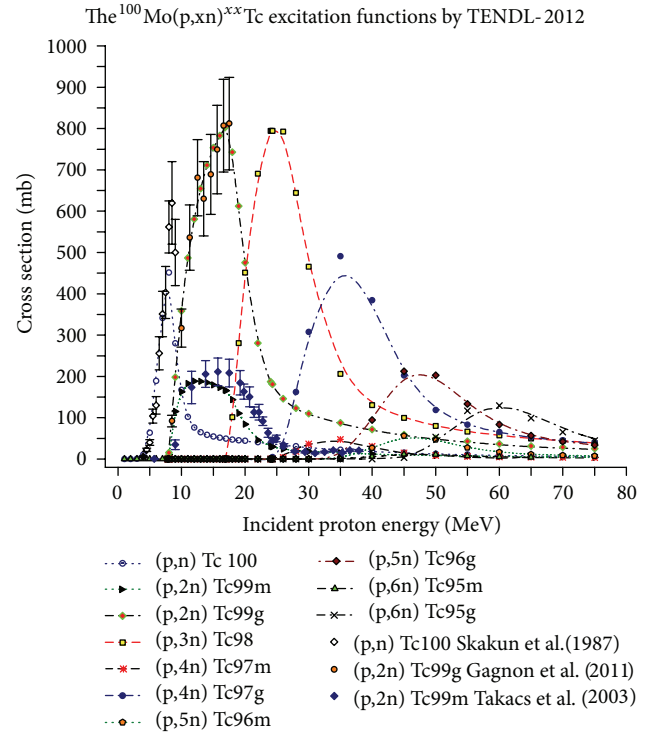 The ¹⁰⁰Mo(p,xn)ˣˣTc excitation functions by TENDL-2012
1000
900
800
700
600
500
400
300
200
100
0
Cross section (mb)
0 10 20 30 40 50 60 70 80
Incident proton energy (MeV)
(p,n) Tc 100
(p,2n) Tc99m
(p,2n) Tc99g
(p,3n) Tc98
(p,4n) Tc97m
(p,4n) Tc97g
(p,5n) Tc96m
(p,5n) Tc96g
(p,6n) Tc95m
(p,6n) Tc95g
(p,n) Tc100 Skakun et al.(1987)
(p,2n) Tc99g Gagnon et al. (2011)
(p,2n) Tc99m Takacs et al. (2003)